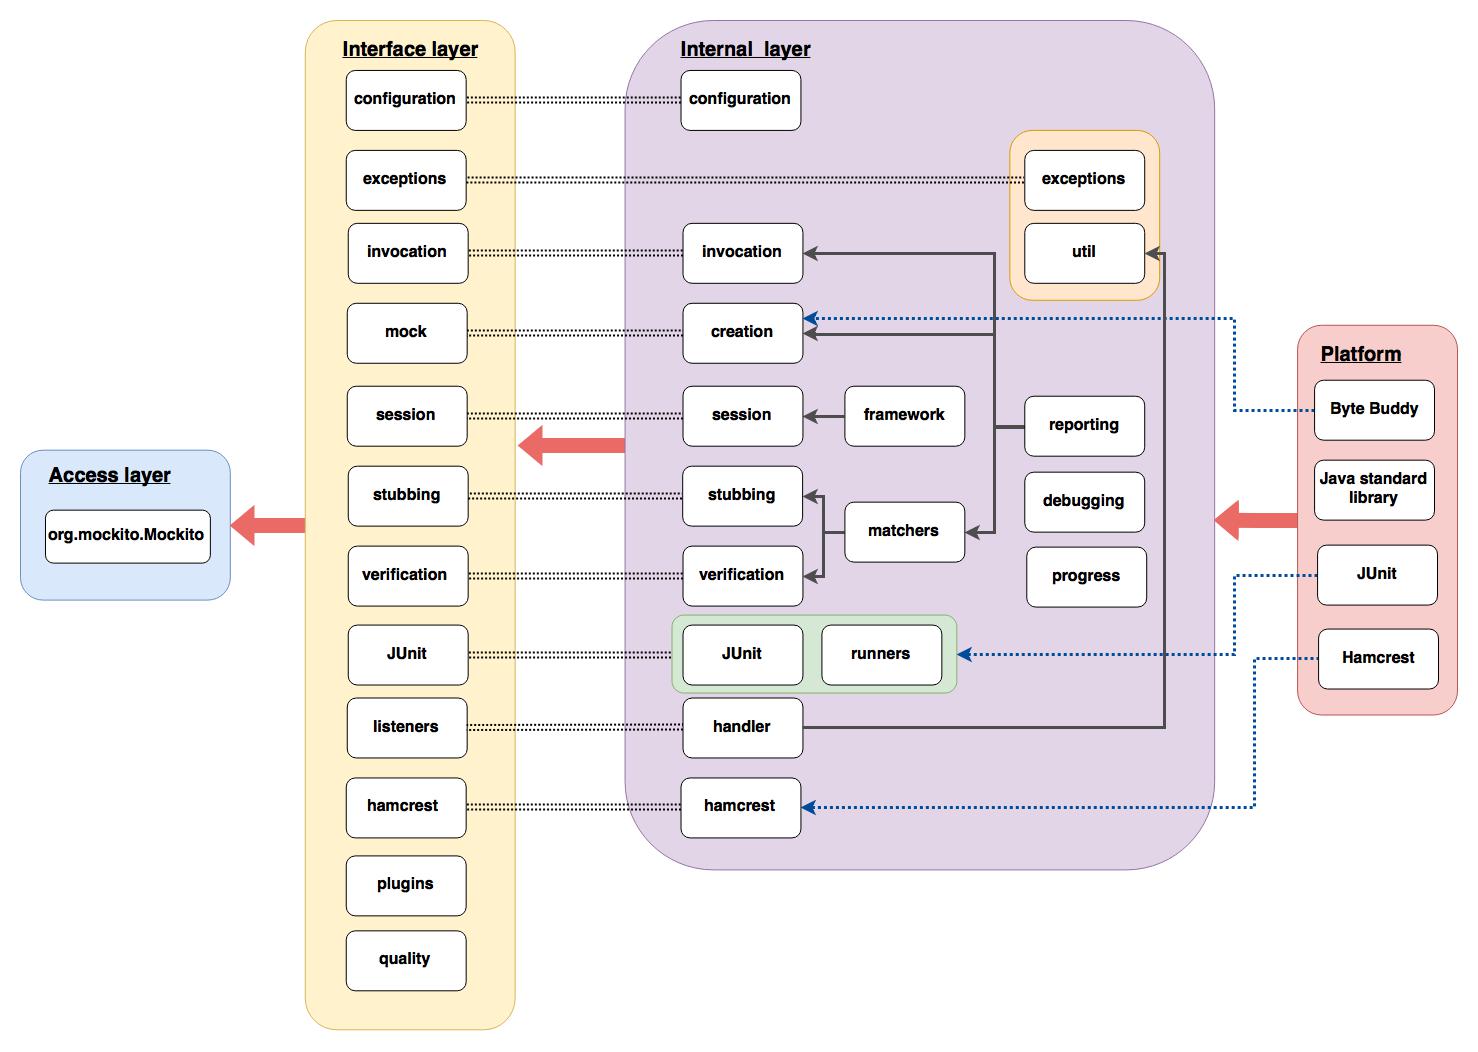 Access layer
org.mockito.Mockito
Interface layer
configuration
exceptions
invocation
mock
session
stubbing
verification
JUnit
listeners
hamcrest
plugins
quality
Internal  layer
configuration
exceptions
util
invocation
creation
session
framework
reporting
stubbing
matchers
debugging
verification
progress
JUnit
runners
handler
hamcrest
Platform
Byte Buddy
Java standard
library
JUnit
Hamcrest